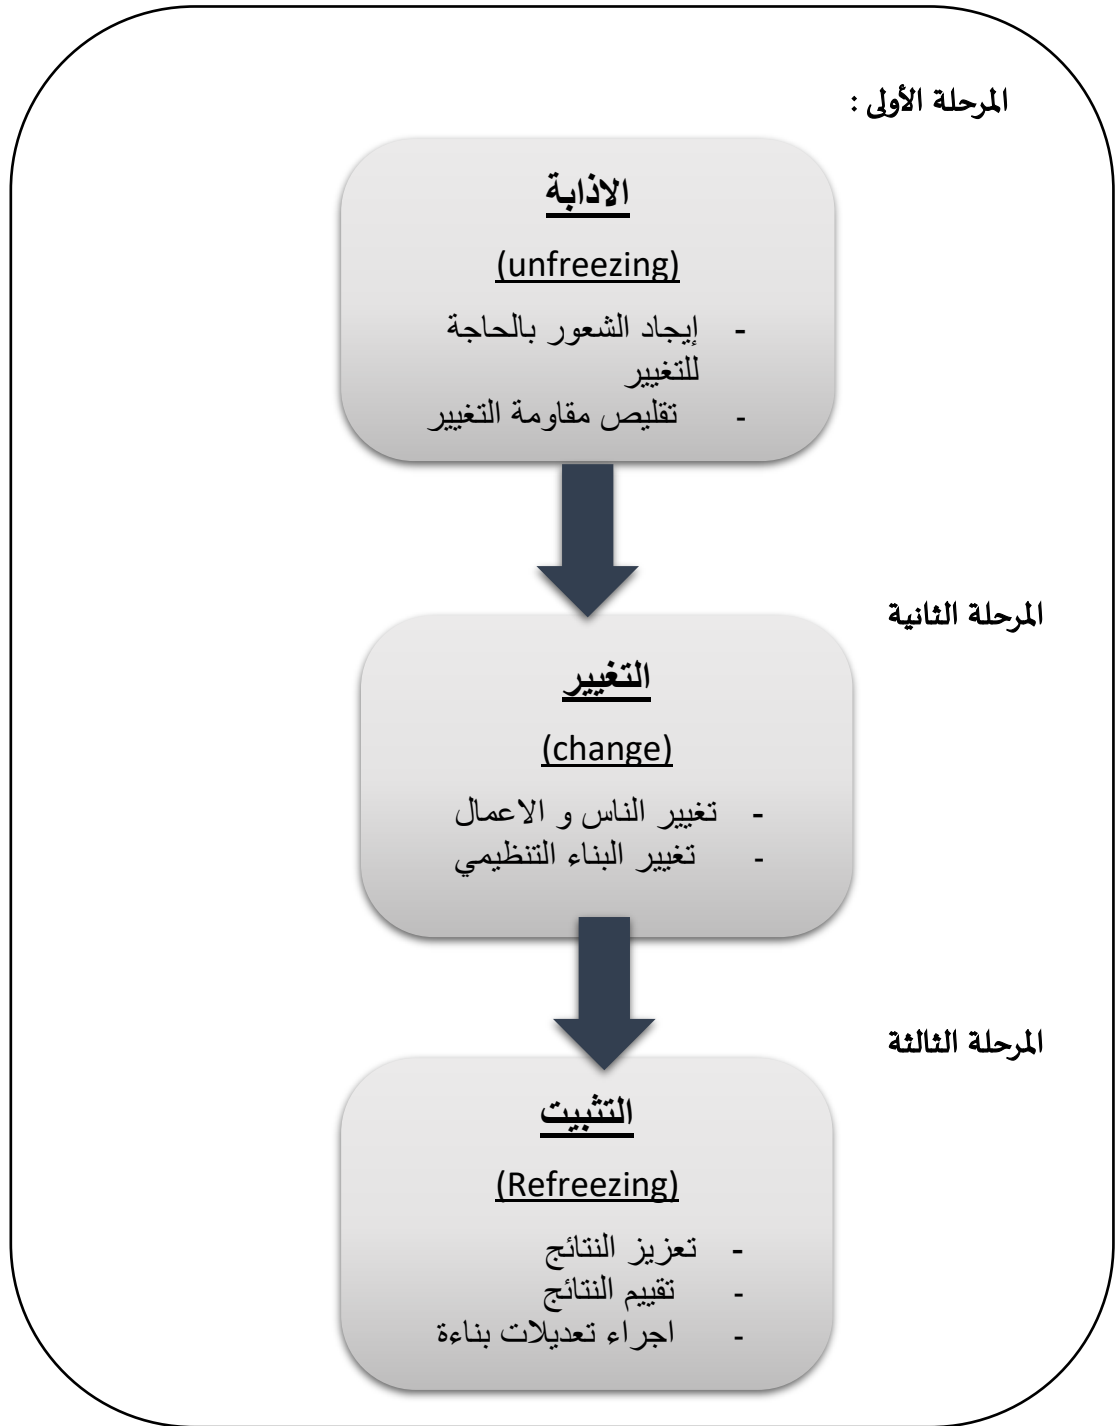 المرحلة الأولى :
الاذابة
(unfreezing)
- إيجاد الشعور بالحاجة
للتغيير
- تقليص مقاومة التغيير
المرحلة الثانية
التغيير
(change)
- تغيير الناس و الاعمال
- تغيير البناء التنظيمي
المرحلة الثالثة
التثبيت
(Refreezing)
- تعزيز النتائج
- تقييم النتائج
- اجراء تعديلات بناءة